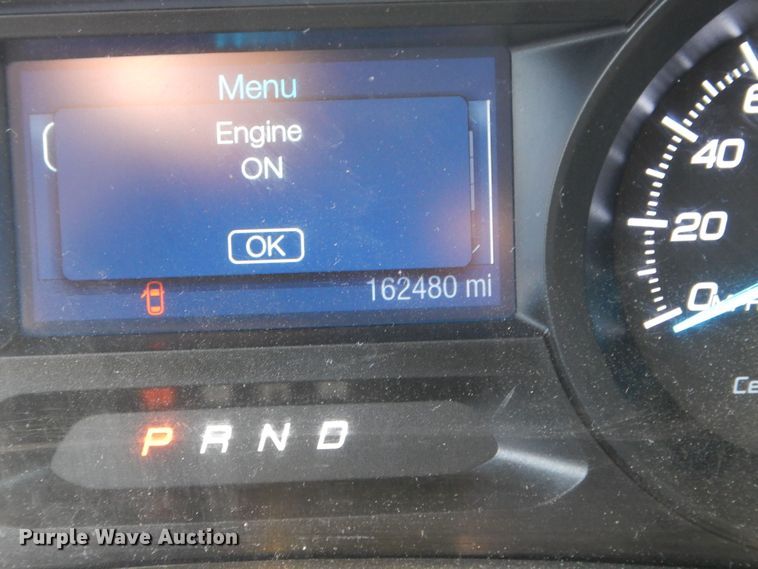 Menu
Engine
ON
OK
162480 mi
P R N D
40
20
0
Purple Wave Auction